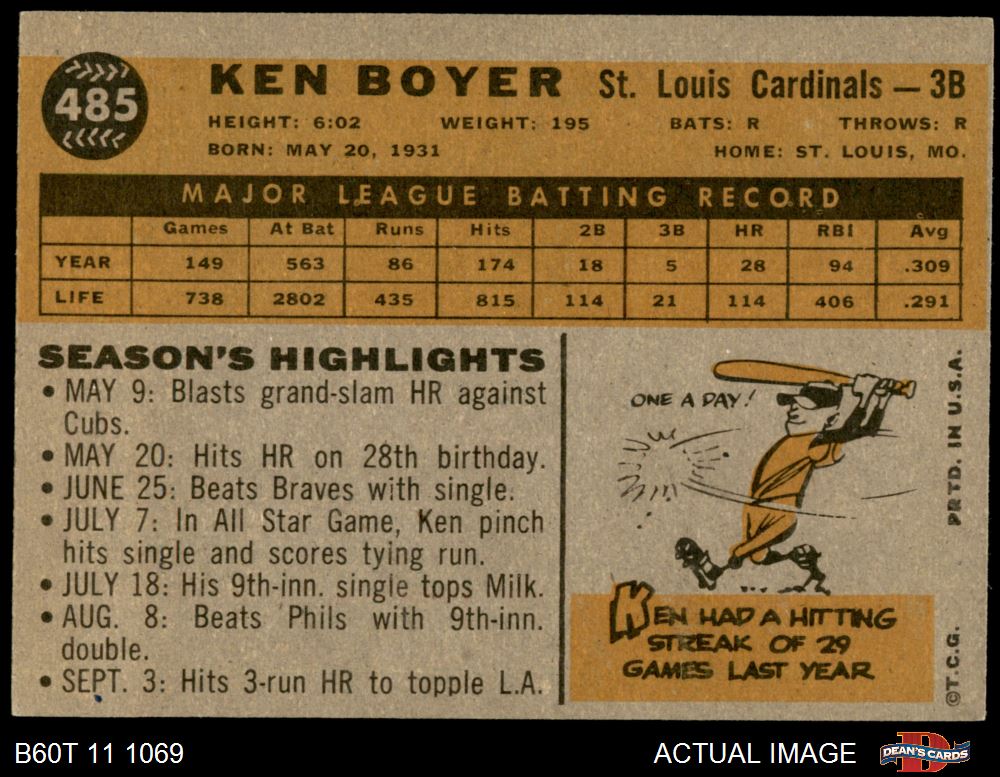 485
KEN BOYER St. Louis Cardinals — 3B
HEIGHT: 6:02 WEIGHT: 195 BATS: R THROWS: R
BORN: MAY 20, 1931 HOME: ST. LOUIS, MO.
MAJOR LEAGUE BATTING RECORD
Games At Bat Runs Hits 2B 3B HR RBI Avg
YEAR 149 563 86 174 18 5 28 94 .309
LIFE 738 2802 435 815 114 21 114 406 .291
SEASON'S HIGHLIGHTS
• MAY 9: Blasts grand-slam HR against
Cubs.
• MAY 20: Hits HR on 28th birthday.
• JUNE 25: Beats Braves with single.
• JULY 7: In All Star Game, Ken pinch
hits single and scores tying run.
• JULY 18: His 9th-inn. single tops Milk.
• AUG. 8: Beats Phils with 9th-inn.
double.
• SEPT. 3: Hits 3-run HR to topple L.A.
ONE A DAY!
KEN HAD A HITTING
STREAK OF 29
GAMES LAST YEAR
©T.C.G. PRTD. IN U.S.A.
B60T 11 1069 ACTUAL IMAGE DEAN'S CARDS